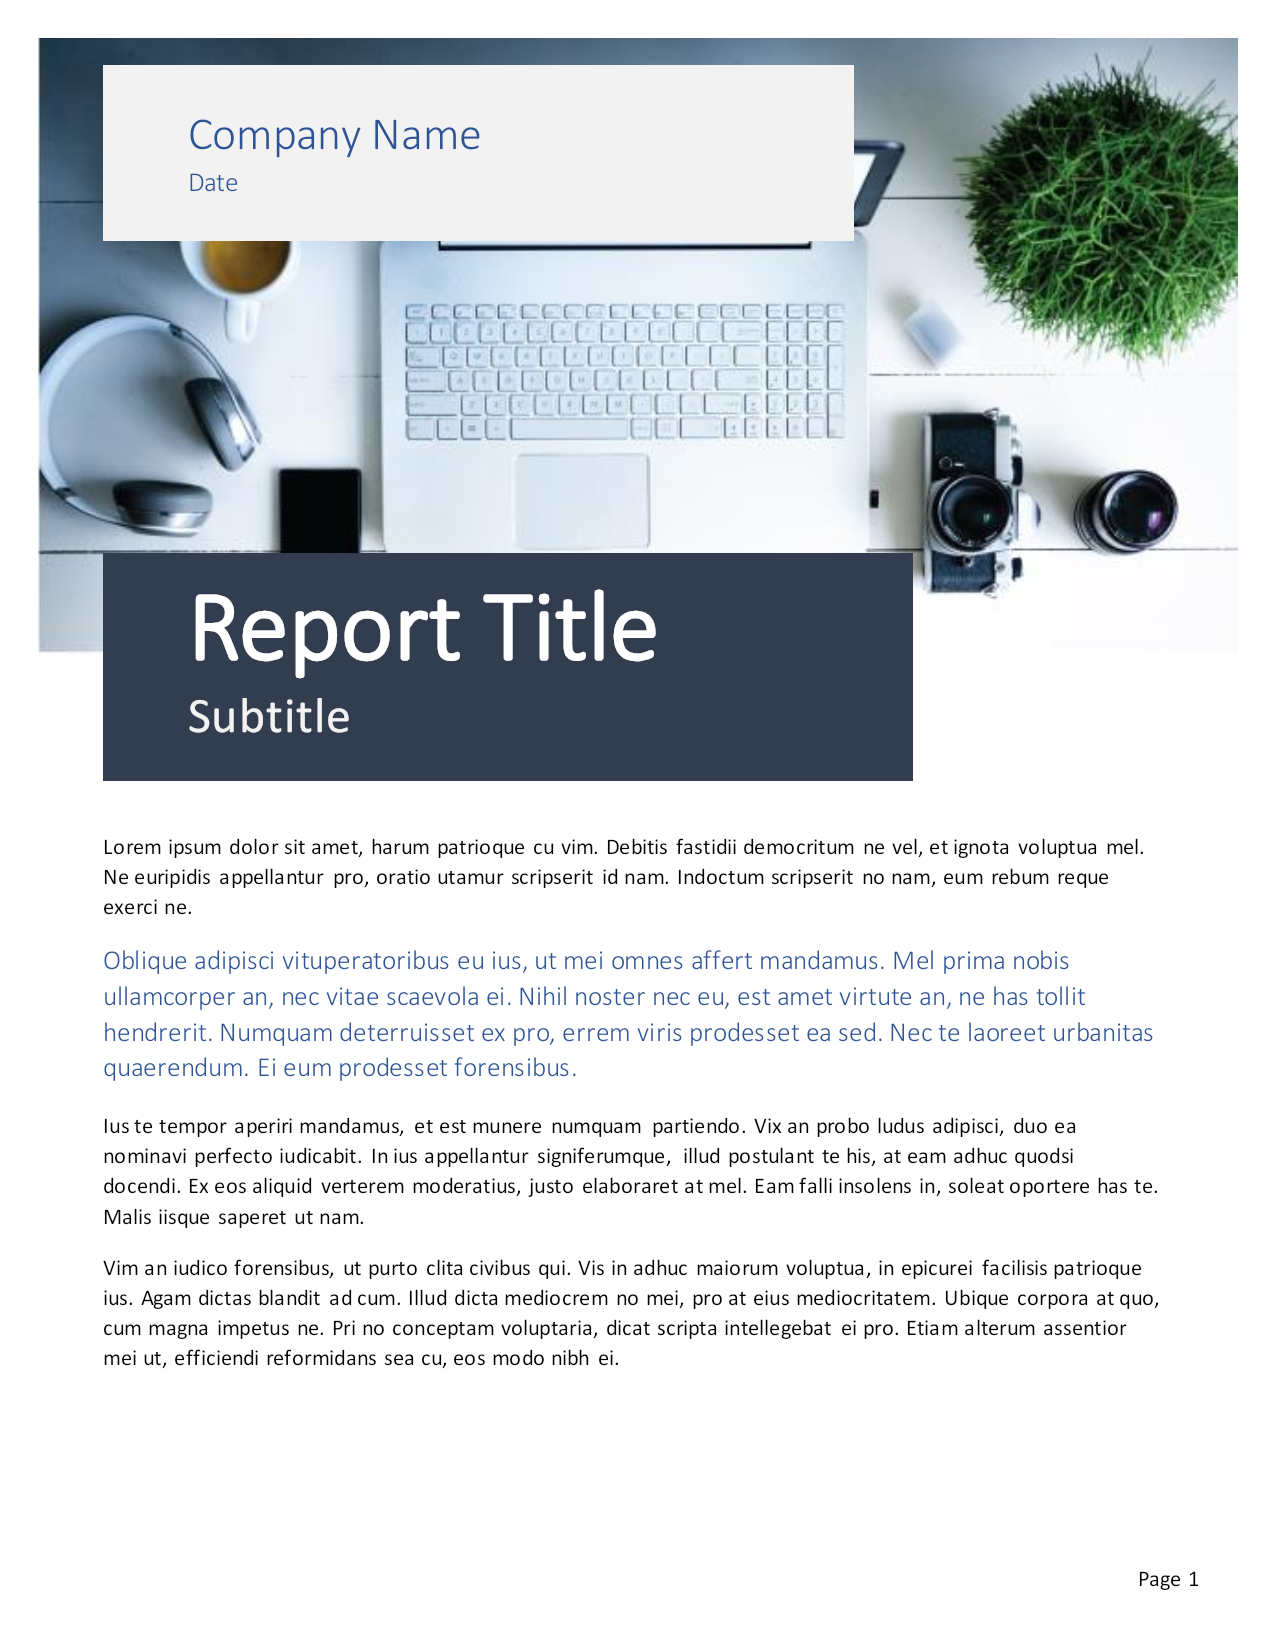 Company Name
Date
Report Title
Subtitle
Lorem ipsum dolor sit amet, harum patrioque cu vim. Debitis fastidii democritum ne vel, et ignota voluptua mel.
Ne euripidis appellantur pro, oratio utamur scripserit id nam. Indoctum scripserit no nam, eum rebum reque
exerci ne.
Oblique adipisci vituperatoribus eu ius, ut mei omnes affert mandamus. Mel prima nobis
ullamcorper an, nec vitae scaevola ei. Nihil noster nec eu, est amet virtute an, ne has tollit
hendrerit. Numquam deterruisset ex pro, errem viris prodesset ea sed. Nec te laoreet urbanitas
quaerendum. Ei eum prodesset forensibus.
Ius te tempor aperiri mandamus, et est munere numquam partiendo. Vix an probo ludus adipisci, duo ea
nominavi perfecto iudicabit. In ius appellantur signiferumque, illud postulant te his, at eam adhuc quodsi
docendi. Ex eos aliquid verterem moderatius, justo elaboraret at mel. Eam falli insolens in, soleat oportere has te.
Malis iisque saperet ut nam.
Vim an iudico forensibus, ut purto clita civibus qui. Vis in adhuc maiorum voluptua, in epicurei facilisis patrioque
ius. Agam dictas blandit ad cum. Illud dicta mediocrem no mei, pro at eius mediocritatem. Ubique corpora at quo,
cum magna impetus ne. Pri no conceptam voluptaria, dicat scripta intellegebat ei pro. Etiam alterum assentior
mei ut, efficiendi reformidans sea cu, eos modo nibh ei.
Page 1